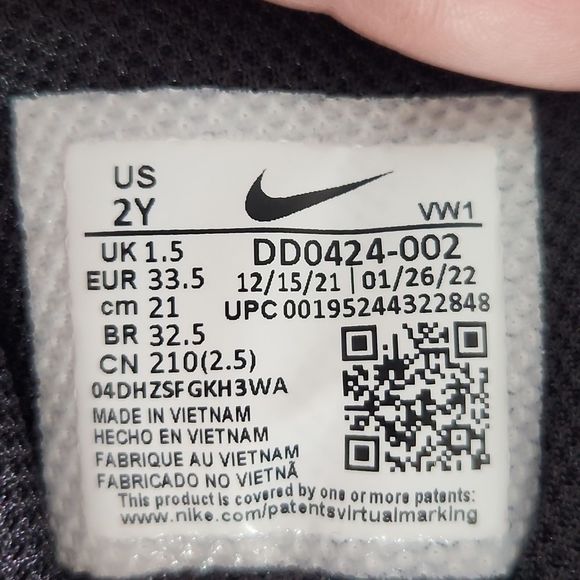 US
2Y
VW1
UK 1.5
EUR 33.5
cm 21
BR 32.5
CN 210(2.5)
DD0424-002
12/15/21 | 01/26/22
UPC 00195244322848
04DHZSFGKH3WA
MADE IN VIETNAM
HECHO EN VIETNAM
FABRIQUE AU VIETNAM
FABRICADO NO VIETNÃ
This product is covered by one or more patents:
www.nike.com/patentsvirtualmarking